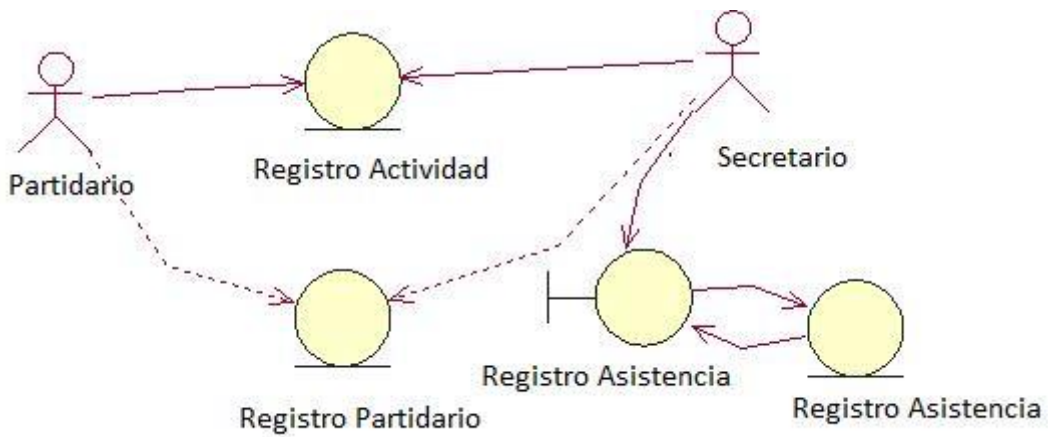 Partidario
Registro Actividad
Secretario
Registro Partidario
Registro Asistencia
Registro Asistencia